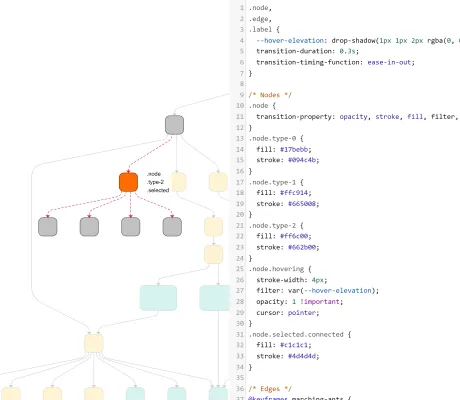 .node
.type-2
.selected
1 .node,
2 .edge,
3 .label {
4 --hover-elevation: drop-shadow(1px 1px 2px rgba(0,
5 transition-duration: 0.3s;
6 transition-timing-function: ease-in-out;
7 }
8
9 /* Nodes */
10 .node {
11 transition-property: opacity, stroke, fill, filter,
12 }
13 .node.type-0 {
14 fill: #17bebb;
15 stroke: #094c4b;
16 }
17 .node.type-1 {
18 fill: #ffc914;
19 stroke: #665008;
20 }
21 .node.type-2 {
22 fill: #ff6c00;
23 stroke: #662b00;
24 }
25 .node.hovering {
26 stroke-width: 4px;
27 filter: var(--hover-elevation);
28 opacity: 1 !important;
29 cursor: pointer;
30 }
31 .node.selected.connected {
32 fill: #c1c1c1;
33 stroke: #4d4d4d;
34 }
35
36 /* Edges */
37 @keyframes marching-ants {